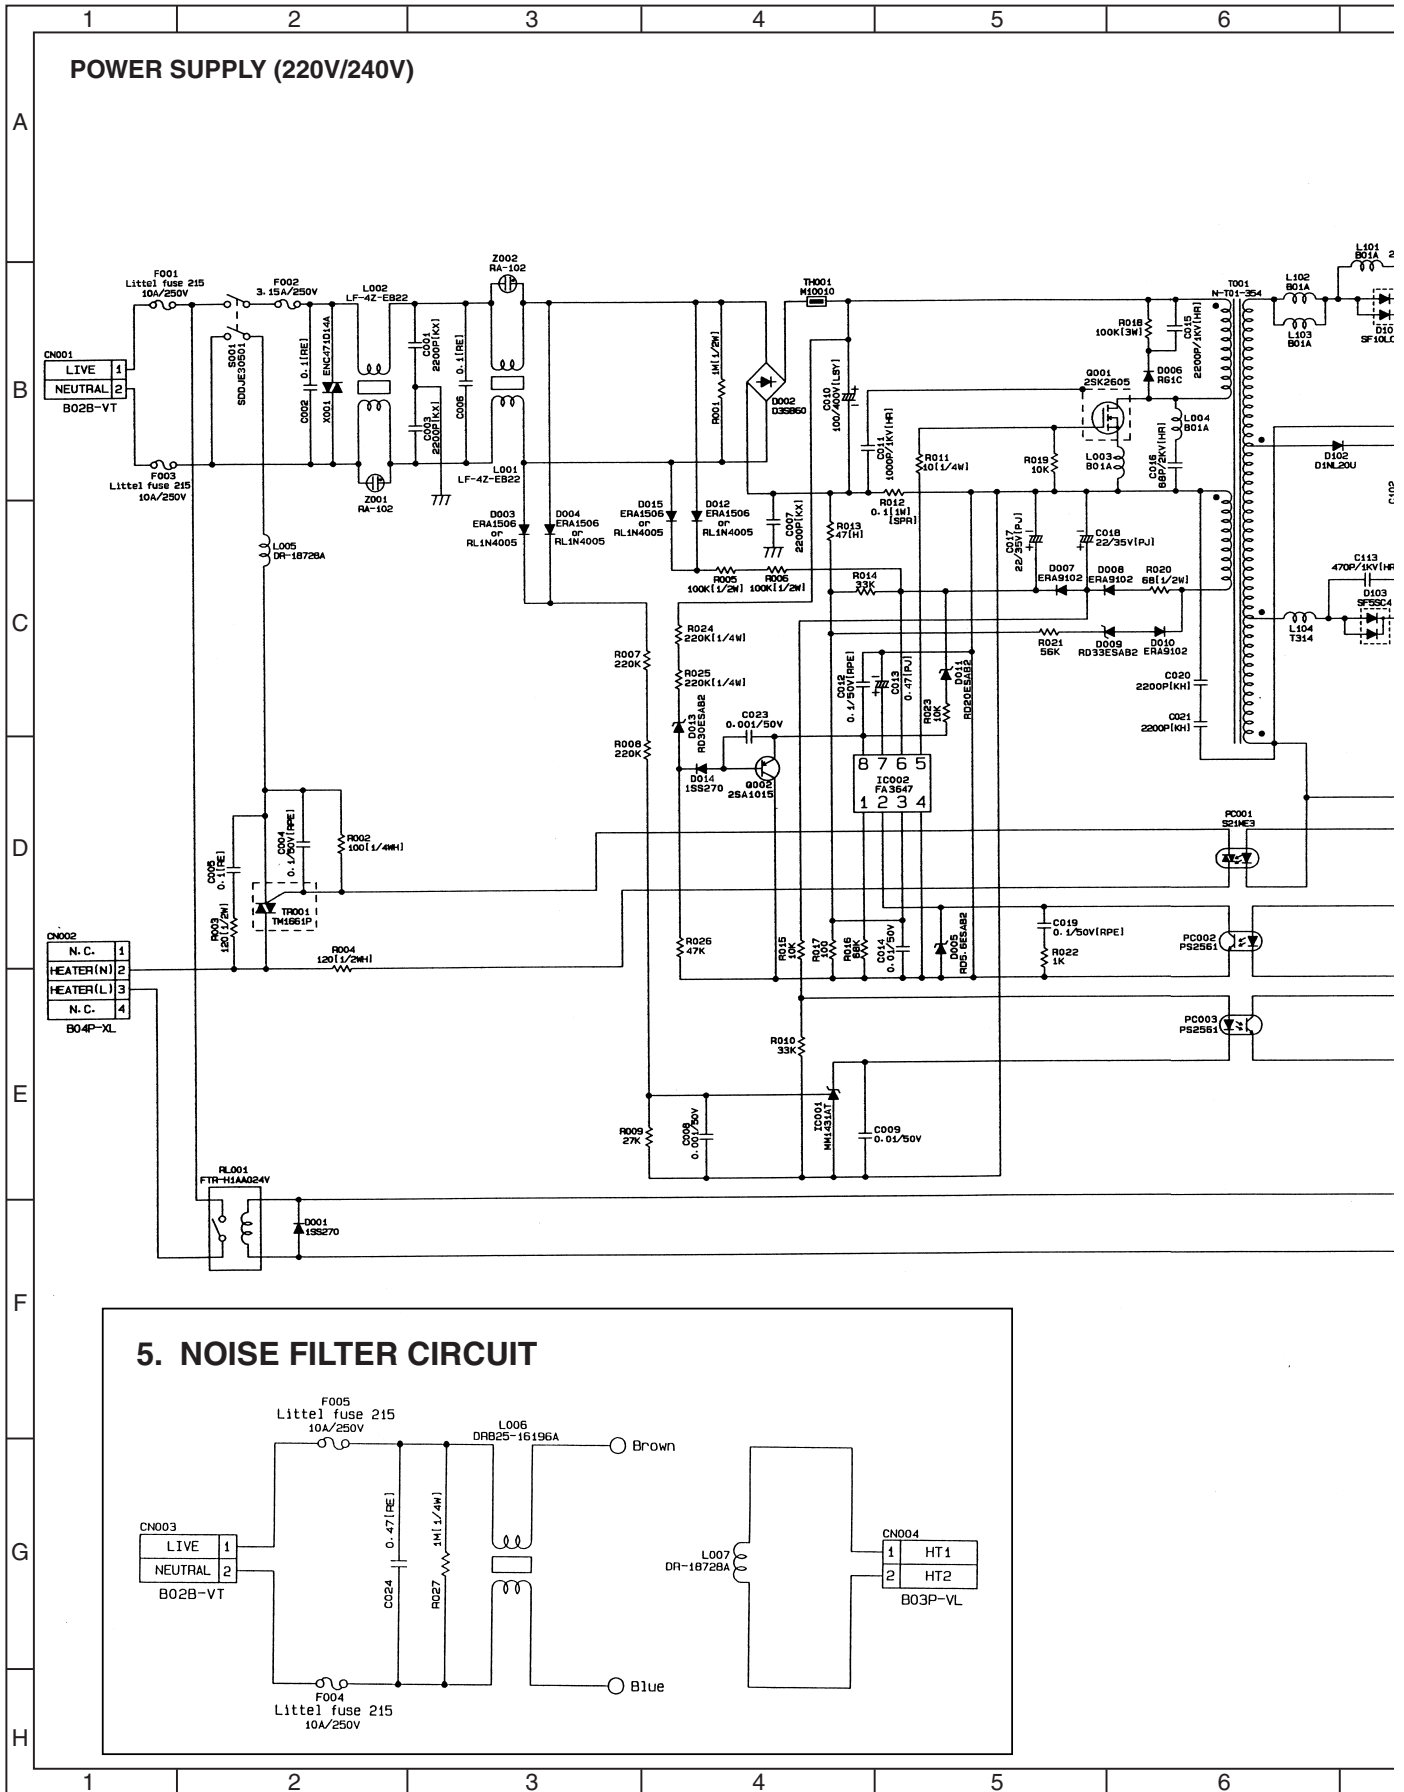 1 2 3 4 5 6
A
B
C
D
E
F
G
H
POWER SUPPLY (220V/240V)
CN001
LIVE 1
NEUTRAL 2
B02B-VT
F001
Littel fuse 215
10A/250V
F003
Littel fuse 215
10A/250V
S001
SDDJE30501
F002
3.15A/250V
C002
0.1[RE]
X001
ENC471D14A
L002
LF-4Z-E822
Z001
RA-102
C001
2200P[KX]
C003
2200P[KX]
C006
0.1[RE]
Z002
RA-102
L001
LF-4Z-E822
D003
ERA1506
or
RL1N4005
D004
ERA1506
or
RL1N4005
D015
ERA1506
or
RL1N4005
D012
ERA1506
or
RL1N4005
R001
1M[1/2W]
D002
D3SB60
TH001
M10010
C010
100/400V[LSY]
C011
1000P/1KV[HR]
R011
10[1/4W]
R012
0.1[1W]
[SPR]
C007
2200P[KX]
R013
47[H]
R005
100K[1/2W]
R006
100K[1/2W]
R014
33K
R018
100K[3W]
C015
2200P/1KV[HR]
D006
RG1C
Q001
2SK2605
L003
B01A
L004
B01A
C016
68P/2KV[HR]
R019
10K
C017
22/35V[PJ]
C018
22/35V[PJ]
D007
ERA9102
D008
ERA9102
R020
68[1/2W]
R021
56K
D009
RD33ESAB2
D010
ERA9102
C020
2200P[KH]
C021
2200P[KH]
T001
N-T01-354
L102
B01A
L103
B01A
L101
B01A
SF10LC
D102
D1NL20U
C113
470P/1KV[HR
D103
SF5SC4
L104
T314
L005
DR-18728A
R007
220K
R008
220K
R024
220K[1/4W]
R025
220K[1/4W]
D013
RD30ESAB2
C023
0.001/50V
D014
1SS270
Q002
2SA1015
C012
0.1/50V[RPE]
C013
0.47[PJ]
D011
RD20ESAB2
R023
10K
8 7 6 5
IC002
FA3647
1 2 3 4
C005
0.1[RE]
C004
0.1/50V[RPE]
R002
100[1/4WH]
TR001
TM1661P
R003
120[1/2W]
R004
120[1/2WH]
R026
47K
R015
10K
R017
100
R016
68K
C014
0.01/50V
D005
RD5.6ESAB2
C019
0.1/50V[RPE]
R022
1K
PC001
S21ME3
PC002
PS2561
PC003
PS2561
CN002
N.C. 1
HEATER(N) 2
HEATER(L) 3
N.C. 4
B04P-XL
R010
33K
R009
27K
C008
0.001/50V
IC001
MM1431AT
C009
0.01/50V
RL001
FTR-H1AA024V
D001
1SS270
5. NOISE FILTER CIRCUIT
F005
Littel fuse 215
10A/250V
L006
DRB25-16196A
Brown
CN003
LIVE 1
NEUTRAL 2
B02B-VT
C024
0.47[RE]
R027
1M[1/4W]
L007
DR-18728A
CN004
1 HT1
2 HT2
B03P-VL
F004
Littel fuse 215
10A/250V
Blue
1 2 3 4 5 6